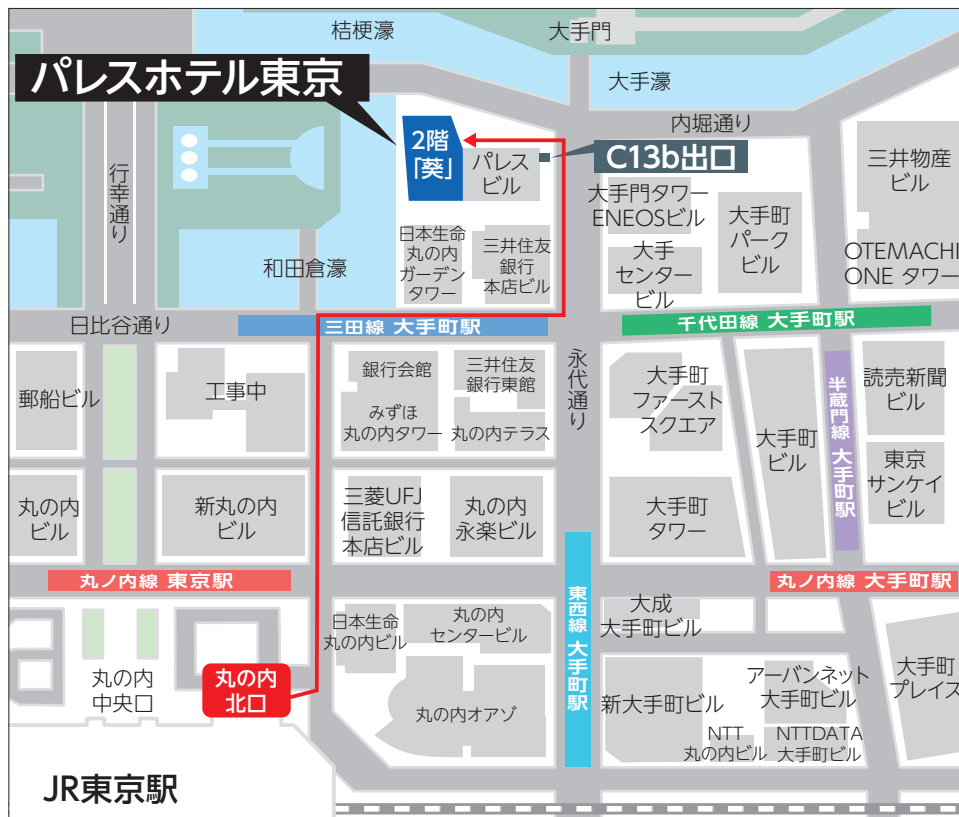 桔梗濠
大手門
パレスホテル東京
大手濠
内堀通り
2階
「葵」
パレス
ビル
C13b出口
三井物産
ビル
行幸通り
大手門タワー
ENEOSビル
大手町
パーク
ビル
和田倉濠
日本生命
丸の内
ガーデン
タワー
三井住友
銀行
本店ビル
大手
センター
ビル
OTEMACHI
ONE タワー
日比谷通り
三田線 大手町駅
千代田線 大手町駅
郵船ビル
工事中
銀行会館
みずほ
丸の内タワー
三井住友
銀行東館
丸の内テラス
永代通り
大手町
ファースト
スクエア
大手町
ビル
半蔵門線 大手町駅
読売新聞
ビル
東京
サンケイ
ビル
丸の内
ビル
新丸の内
ビル
三菱UFJ
信託銀行
本店ビル
丸の内
永楽ビル
大手町
タワー
丸ノ内線 東京駅
東西線 大手町駅
丸ノ内線 大手町駅
日本生命
丸の内ビル
丸の内
センタービル
大成
大手町ビル
丸の内
中央口
丸の内
北口
丸の内オアゾ
新大手町ビル
アーバンネット
大手町ビル
大手町
プレイス
NTT
丸の内ビル
NTTDATA
大手町ビル
JR東京駅